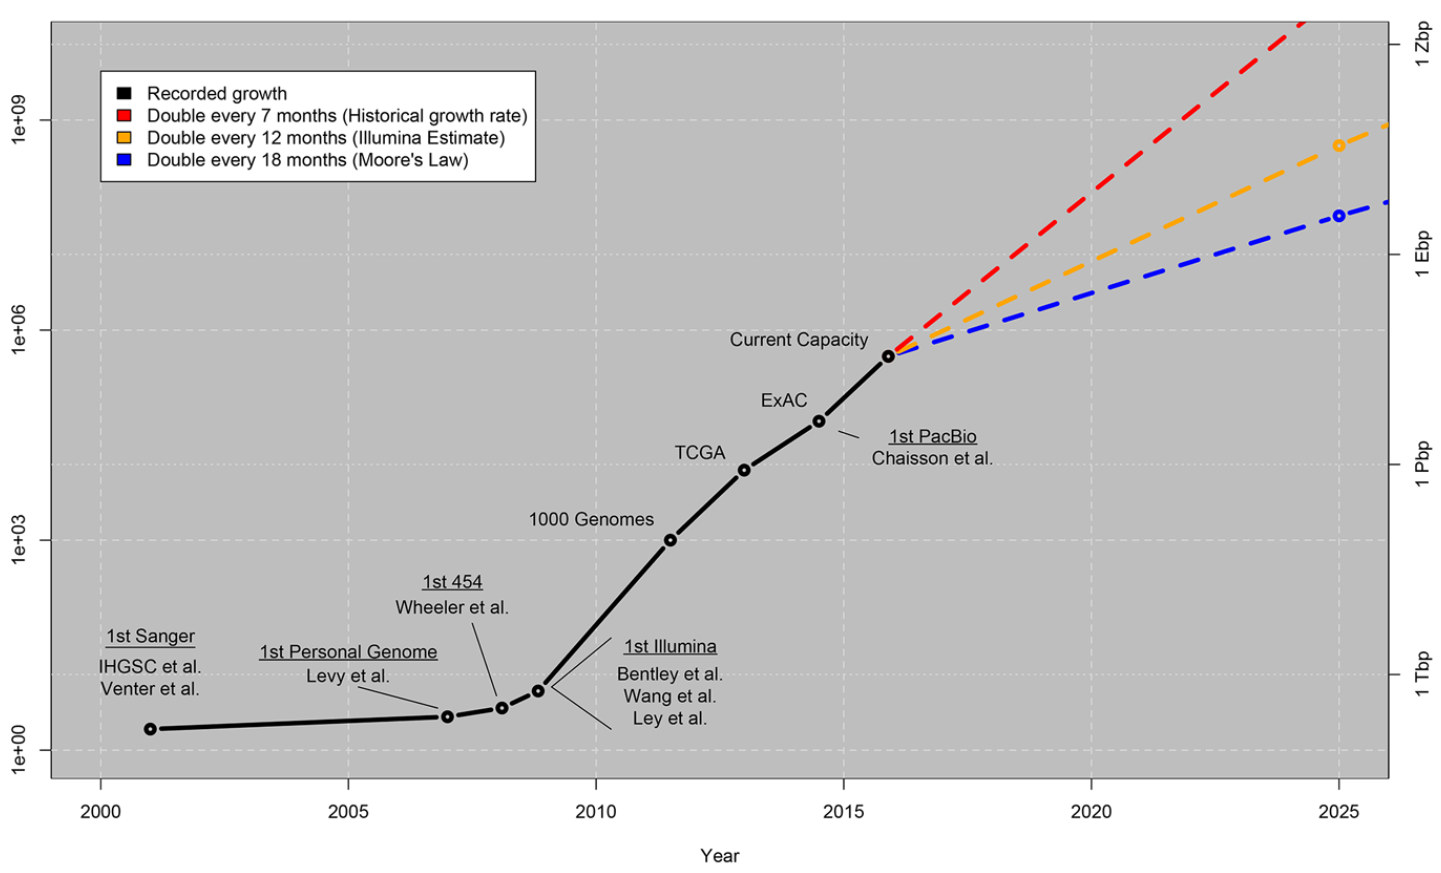 Recorded growth
Double every 7 months (Historical growth rate)
Double every 12 months (Illumina Estimate)
Double every 18 months (Moore's Law)
1e+09
1e+06
1e+03
1e+00
1 Zbp
1 Ebp
1 Pbp
1 Tbp
Current Capacity
ExAC
1st PacBio
Chaisson et al.
TCGA
1000 Genomes
1st 454
Wheeler et al.
1st Sanger
IHGSC et al.
Venter et al.
1st Personal Genome
Levy et al.
1st Illumina
Bentley et al.
Wang et al.
Ley et al.
2000 2005 2010 2015 2020 2025
Year